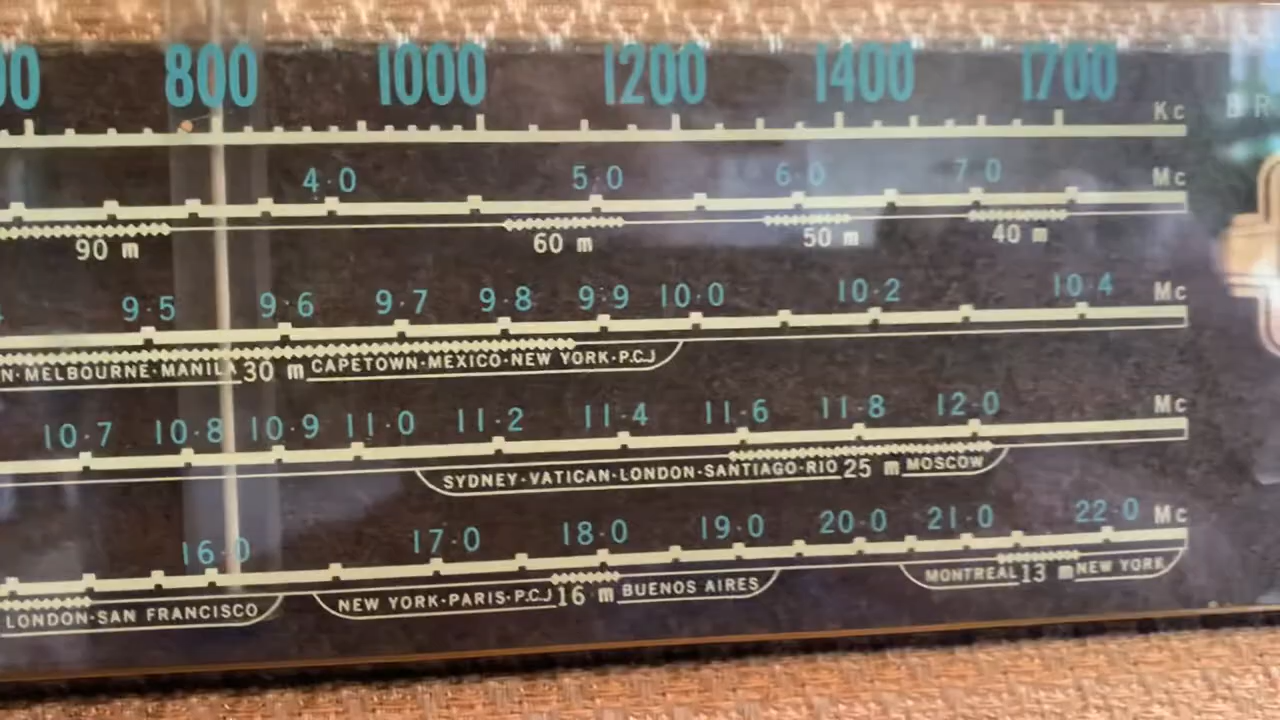 00 800 1000 1200 1400 1700
Kc BR
4·0 5·0 6·0 7·0 Mc
90 m 60 m 50 m 40 m
9·5 9·6 9·7 9·8 9·9 10·0 10·2 10·4 Mc
N·MELBOURNE·MANILA 30 m CAPETOWN·MEXICO·NEW YORK·P.C.J
10·7 10·8 10·9 11·0 11·2 11·4 11·6 11·8 12·0 Mc
SYDNEY·VATICAN·LONDON·SANTIAGO·RIO 25 m MOSCOW
16·0 17·0 18·0 19·0 20·0 21·0 22·0 Mc
LONDON·SAN FRANCISCO NEW YORK·PARIS·P.C.J 16 m BUENOS AIRES MONTREAL 13 m NEW YORK